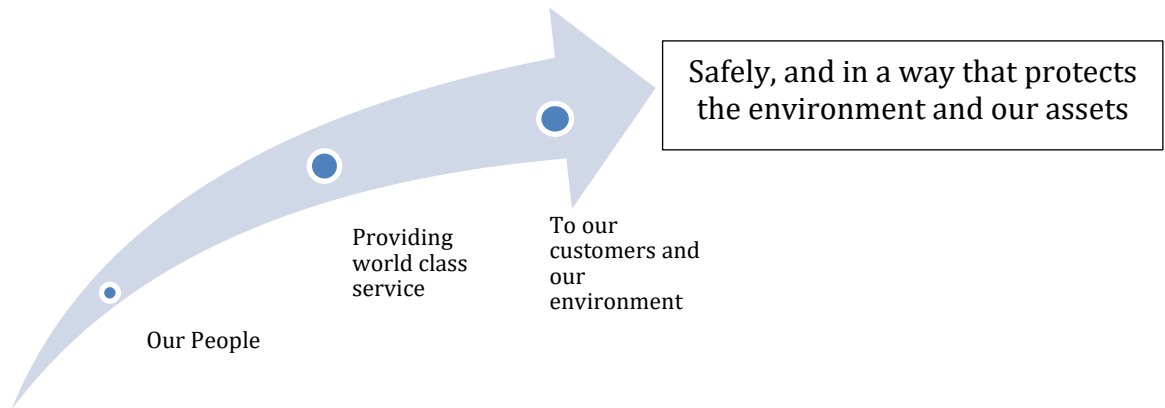 Our People
Providing
world class
service
To our
customers and
our
environment
Safely, and in a way that protects
the environment and our assets